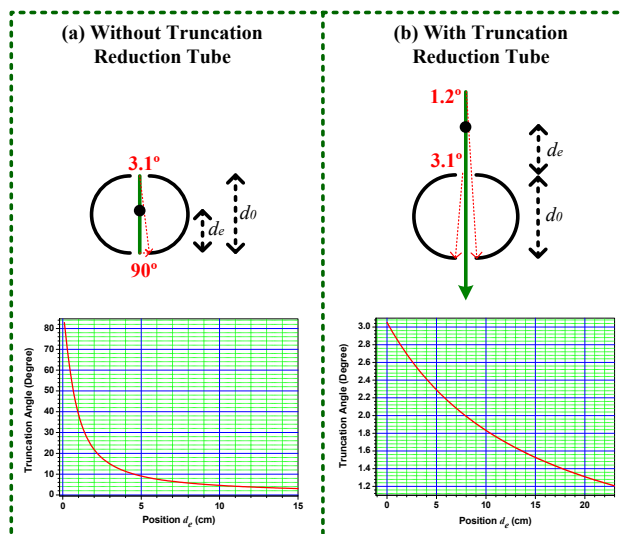 (a) Without Truncation
Reduction Tube
3.1º
de
d0
90º
80
70
60
50
40
30
20
10
0
0
5
10
15
Truncation Angle (Degree)
Position de (cm)
(b) With Truncation
Reduction Tube
1.2º
de
3.1º
d0
3.0
2.8
2.6
2.4
2.2
2.0
1.8
1.6
1.4
1.2
0
5
10
15
20
Truncation Angle (Degree)
Position de (cm)